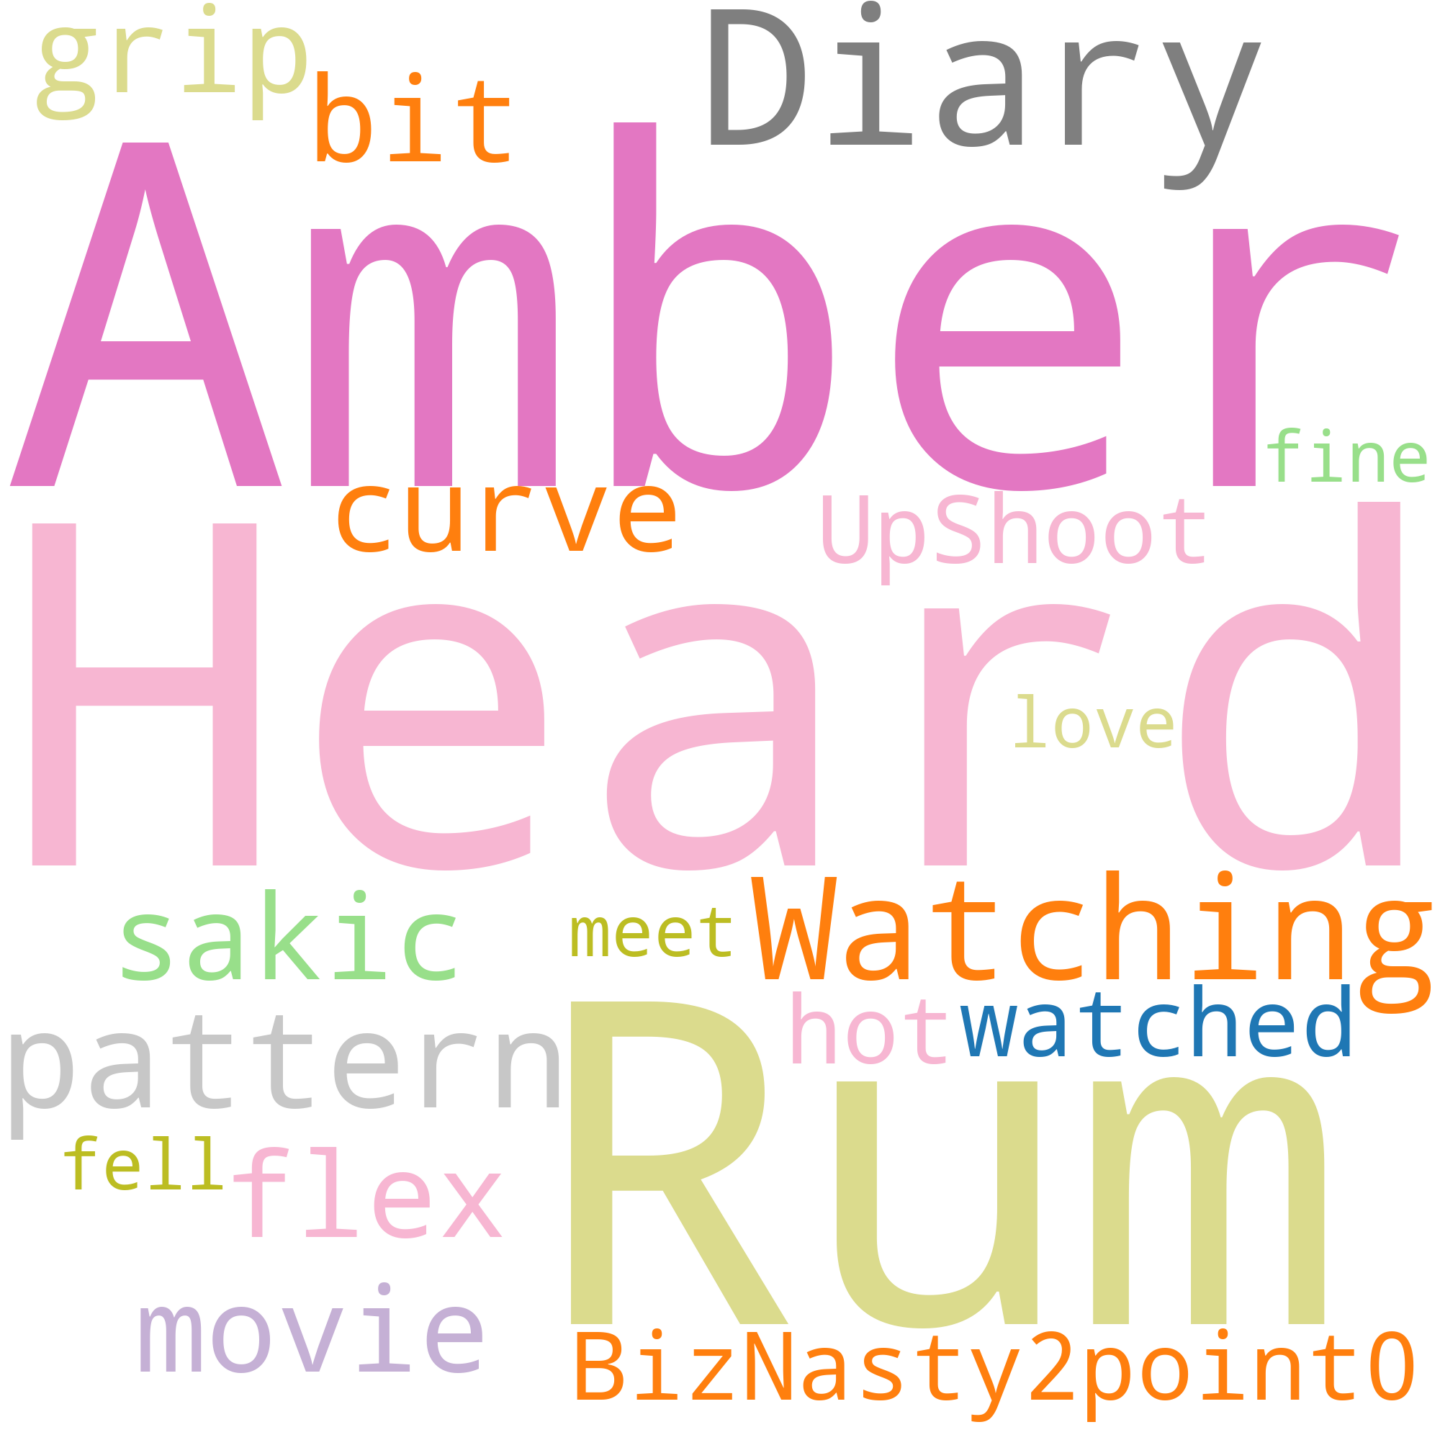 grip
bit
Diary
Amber
fine
curve
UpShoot
Heard
love
sakic
meet
Watching
pattern
hot
watched
Rum
fell
flex
movie
BizNasty2point0